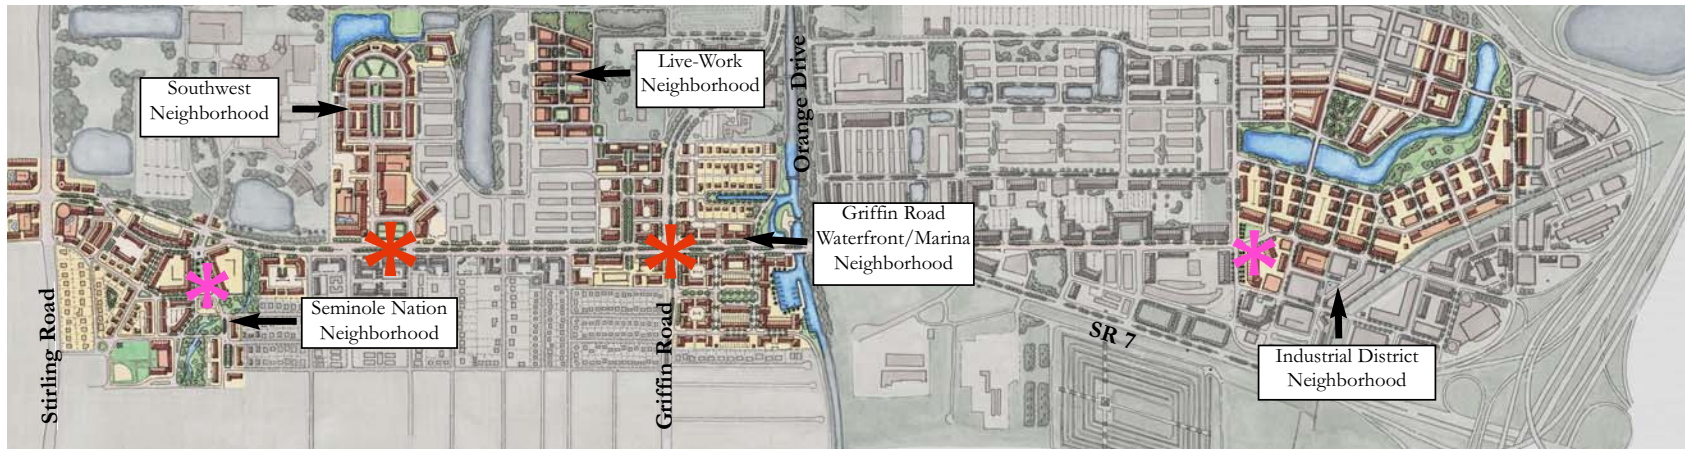 Southwest
Neighborhood
Live-Work
Neighborhood
Orange Drive
Griffin Road
Waterfront/Marina
Neighborhood
Seminole Nation
Neighborhood
Stirling Road
Griffin Road
SR 7
Industrial District
Neighborhood